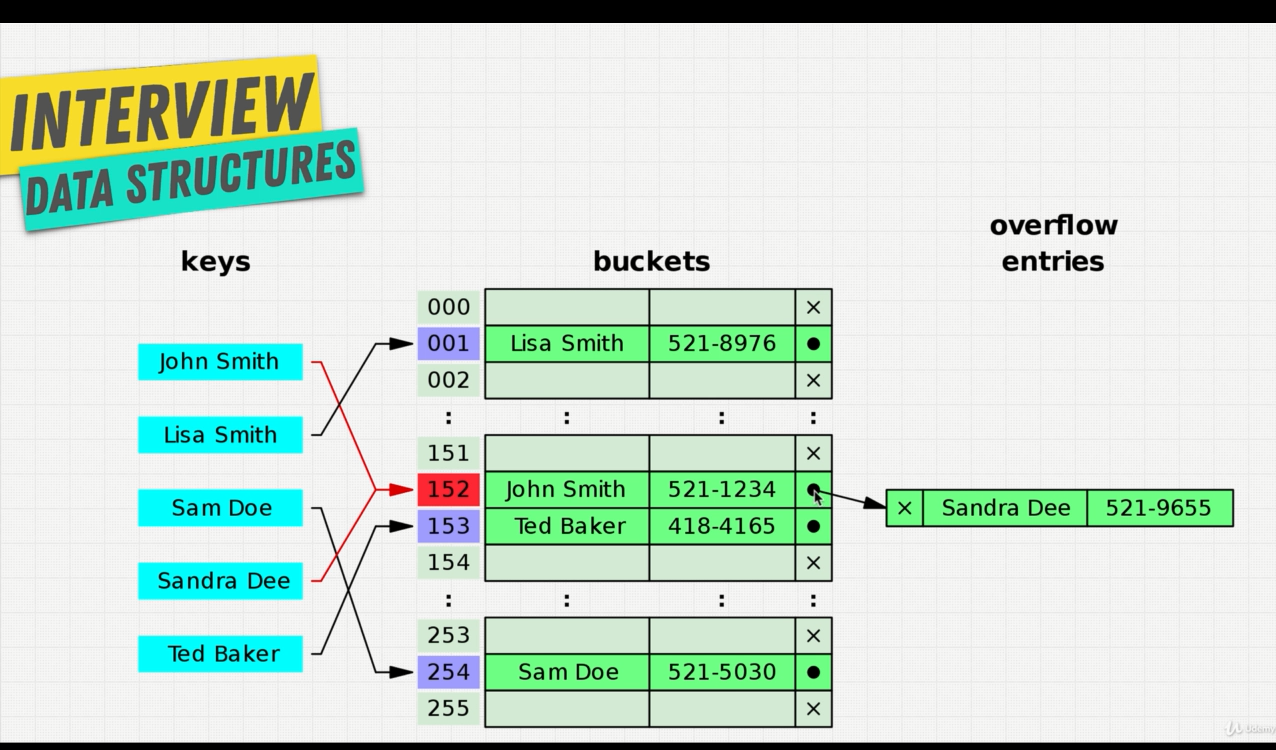 INTERVIEW
DATA STRUCTURES
keys
buckets
overflow
entries
John Smith
Lisa Smith
Sam Doe
Sandra Dee
Ted Baker
000 ×
001 Lisa Smith 521-8976 ●
002 ×
: : : :
151 ×
152 John Smith 521-1234 ●
153 Ted Baker 418-4165 ●
154 ×
: : : :
253 ×
254 Sam Doe 521-5030 ●
255 ×
× Sandra Dee 521-9655
Udemy